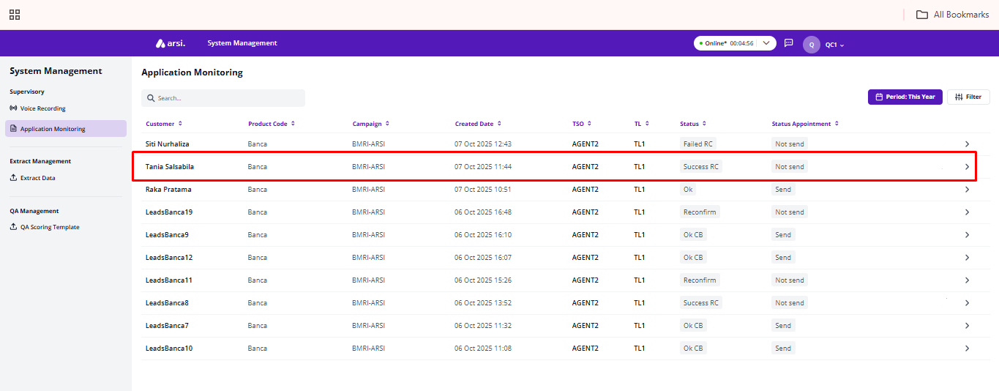 All Bookmarks
arsi. System Management Online* 00:04:56 Q QC1
System Management
Supervisory
Voice Recording
Application Monitoring
Extract Management
Extract Data
QA Management
QA Scoring Template
Application Monitoring
Search... Period: This Year Filter
Customer Product Code Campaign Created Date TSO TL Status Status Appointment
Siti Nurhaliza Banca BMRI-ARSI 07 Oct 2025 12:43 AGENT2 TL1 Failed RC Not send
Tania Salsabila Banca BMRI-ARSI 07 Oct 2025 11:44 AGENT2 TL1 Success RC Not send
Raka Pratama Banca BMRI-ARSI 07 Oct 2025 10:51 AGENT2 TL1 Ok Send
LeadsBanca19 Banca BMRI-ARSI 06 Oct 2025 16:48 AGENT2 TL1 Reconfirm Not send
LeadsBanca9 Banca BMRI-ARSI 06 Oct 2025 16:10 AGENT2 TL1 Ok CB Send
LeadsBanca12 Banca BMRI-ARSI 06 Oct 2025 16:07 AGENT2 TL1 Ok CB Send
LeadsBanca11 Banca BMRI-ARSI 06 Oct 2025 15:26 AGENT2 TL1 Reconfirm Not send
LeadsBanca8 Banca BMRI-ARSI 06 Oct 2025 13:52 AGENT2 TL1 Success RC Not send
LeadsBanca7 Banca BMRI-ARSI 06 Oct 2025 11:32 AGENT2 TL1 Ok CB Send
LeadsBanca10 Banca BMRI-ARSI 06 Oct 2025 11:08 AGENT2 TL1 Ok CB Send